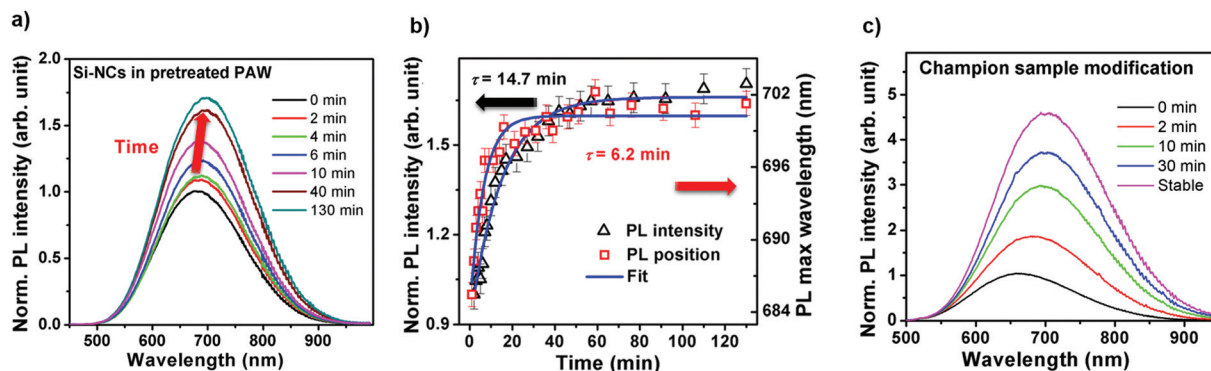 a)
Norm. PL intensity (arb. unit)
2.0
1.5
1.0
0.5
0.0
Si-NCs in pretreated PAW
Time
0 min
2 min
4 min
6 min
10 min
40 min
130 min
500 600 700 800 900
Wavelength (nm)
b)
Norm. PL intensity (arb. unit)
1.8
1.5
1.2
0.9
τ = 14.7 min
τ = 6.2 min
PL intensity
PL position
Fit
702
696
690
684
PL max wavelength (nm)
0 20 40 60 80 100 120
Time (min)
c)
Norm. PL intensity (arb. unit)
5
4
3
2
1
0
Champion sample modification
0 min
2 min
10 min
30 min
Stable
500 600 700 800 900
Wavelength (nm)